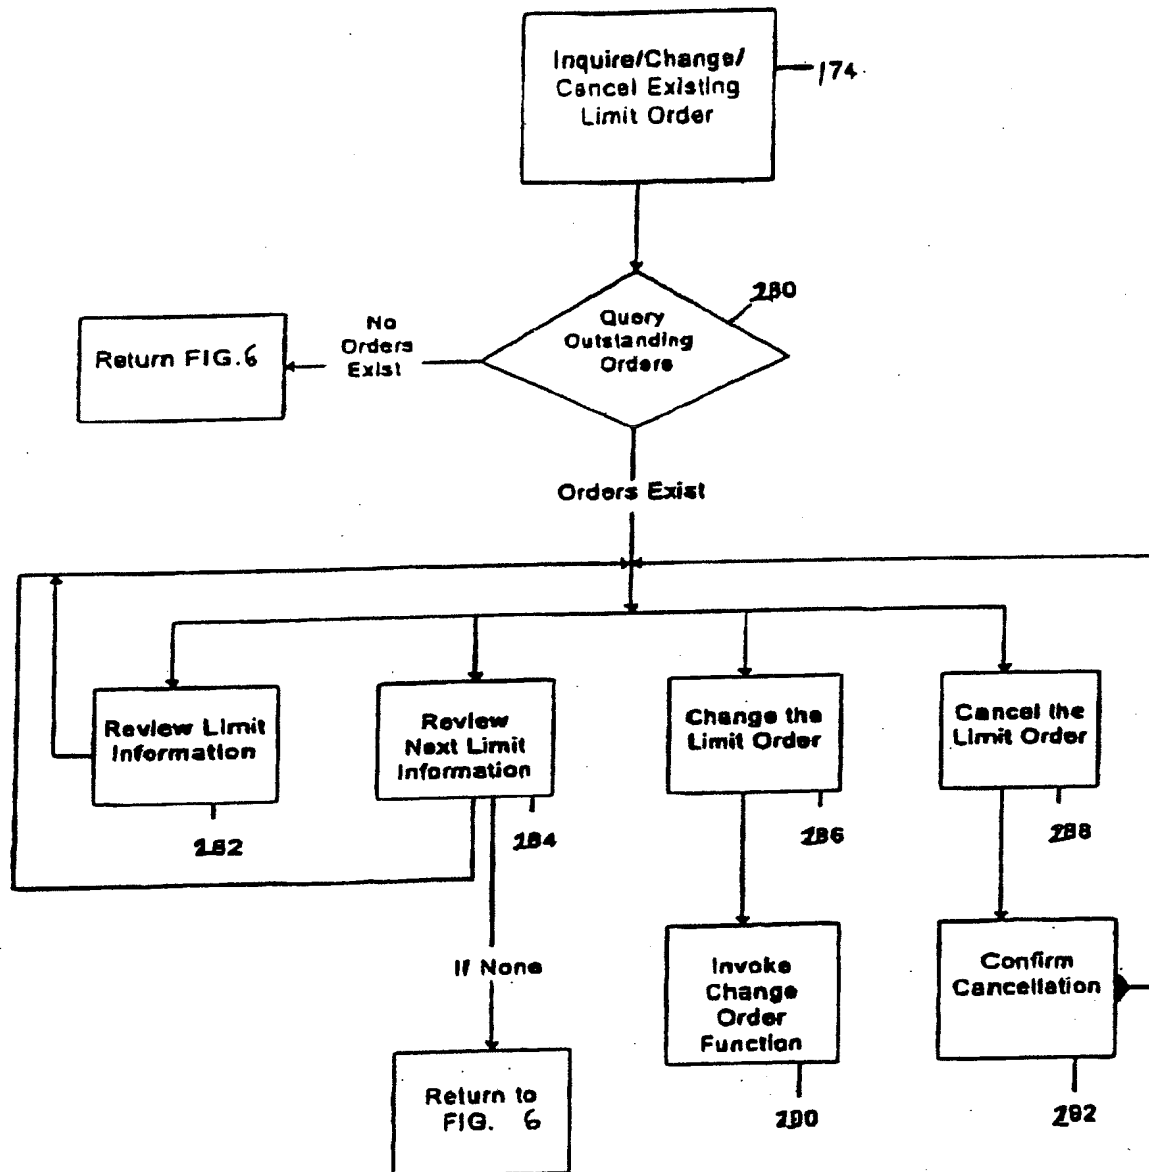 Inquire/Change/
Cancel Existing
Limit Order
174
Query
Outstanding
Orders
280
No
Orders
Exist
Return FIG. 6
Orders Exist
Review Limit
Information
282
Review
Next Limit
Information
284
Change the
Limit Order
286
Cancel the
Limit Order
288
If None
Return to
FIG. 6
Invoke
Change
Order
Function
290
Confirm
Cancellation
292